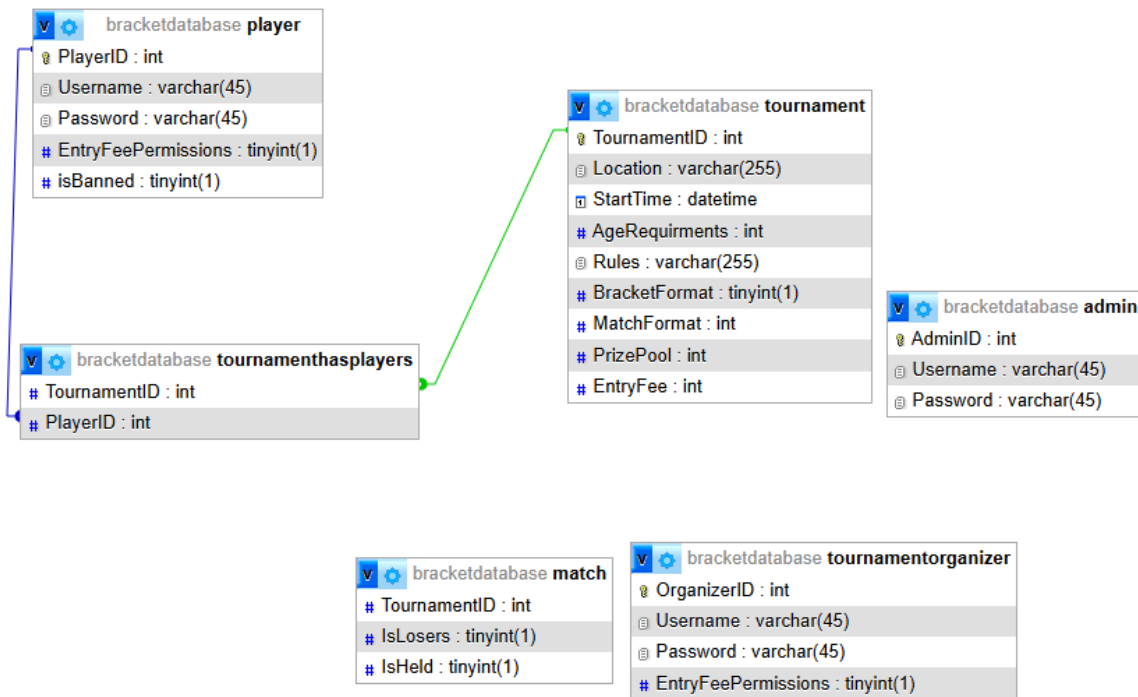 bracketdatabase player
PlayerID : int
Username : varchar(45)
Password : varchar(45)
# EntryFeePermissions : tinyint(1)
# isBanned : tinyint(1)
bracketdatabase tournament
TournamentID : int
Location : varchar(255)
StartTime : datetime
# AgeRequirments : int
Rules : varchar(255)
# BracketFormat : tinyint(1)
# MatchFormat : int
# PrizePool : int
# EntryFee : int
bracketdatabase admin
AdminID : int
Username : varchar(45)
Password : varchar(45)
bracketdatabase tournamenthasplayers
# TournamentID : int
# PlayerID : int
bracketdatabase match
# TournamentID : int
# IsLosers : tinyint(1)
# IsHeld : tinyint(1)
bracketdatabase tournamentorganizer
OrganizerID : int
Username : varchar(45)
Password : varchar(45)
# EntryFeePermissions : tinyint(1)